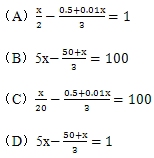 （A）x/2 − 0.5+0.01x/3 = 1
（B）5x− 50+x/3 = 100
（C）x/20 − 0.5+0.01x/3 = 100
（D）5x− 50+x/3 = 1